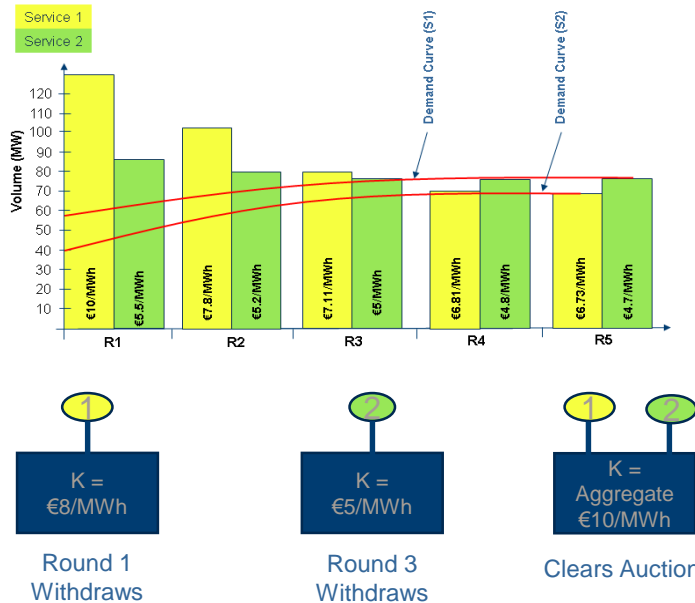 Service 1
Service 2
Demand Curve (S1)
Demand Curve (S2)
Volume (MW)
120
110
100
90
80
70
60
50
40
30
20
10
€10/MWh
€5.5/MWh
€7.8/MWh
€5.2/MWh
€7.11/MWh
€5/MWh
€6.81/MWh
€4.8/MWh
€6.73/MWh
€4.7/MWh
R1
R2
R3
R4
R5
1
2
1
2
K =
€8/MWh
K =
€5/MWh
K =
Aggregate
€10/MWh
Round 1
Withdraws
Round 3
Withdraws
Clears Auction